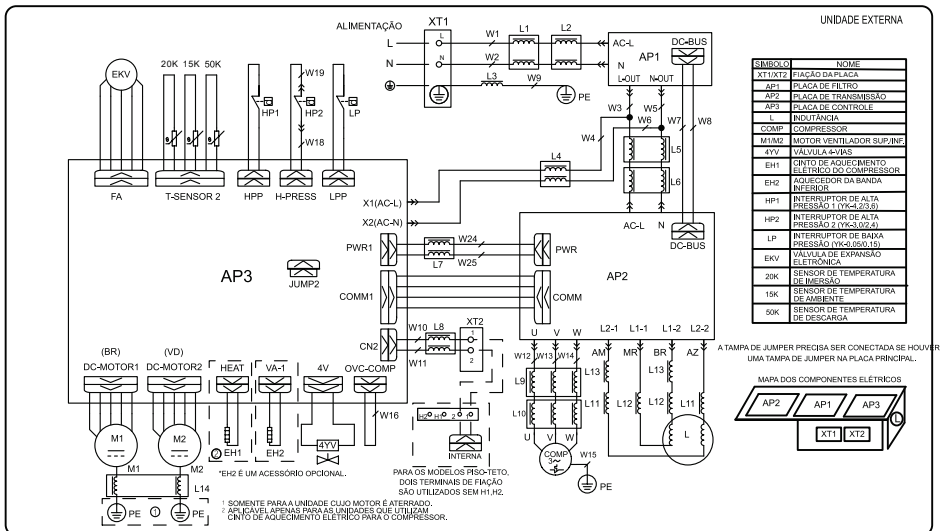 UNIDADE EXTERNA
ALIMENTAÇÃO
XT1
L
N
L
N
W1
W2
L1
L2
L3
W9
PE
AC-L
DC-BUS
AP1
N
L-OUT
N-OUT
W3
W5
W4
W6
W7
W8
L5
L6
L4
EKV
20K
15K
50K
W19
HP1
HP2
LP
W18
FA
T-SENSOR 2
HPP
H-PRESS
LPP
X1(AC-L)
X2(AC-N)
PWR1
W24
L7
W25
PWR
AP3
JUMP2
COMM1
COMM
AC-L
N
DC-BUS
AP2
CN2
W10
L8
W11
XT2
1
2
U
V
W
L2-1
L1-1
L1-2
L2-2
W12
W13
W14
AM
MR
BR
AZ
L13
L13
L9
L10
L11
L12
L12
L11
U
V
W
COMP
3~
W15
PE
L
(BR)
DC-MOTOR1
(VD)
DC-MOTOR2
HEAT
VA-1
4V
OVC-COMP
W16
M1
M2
EH1
EH2
4YV
2
M1
M2
L14
PE
1
PE
*EH2 É UM ACESSÓRIO OPCIONAL.
H2
H1
2
1
INTERNA
PARA OS MODELOS PISO-TETO,
DOIS TERMINAIS DE FIAÇÃO
SÃO UTILIZADOS SEM H1,H2.
1 SOMENTE PARA A UNIDADE CUJO MOTOR É ATERRADO.
2 APLICÁVEL APENAS PARA AS UNIDADES QUE UTILIZAM
CINTO DE AQUECIMENTO ELÉTRICO PARA O COMPRESSOR.
SÍMBOLO NOME
XT1/XT2 FIAÇÃO DA PLACA
AP1 PLACA DE FILTRO
AP2 PLACA DE TRANSMISSÃO
AP3 PLACA DE CONTROLE
L INDUTÂNCIA
COMP COMPRESSOR
M1/M2 MOTOR VENTILADOR SUP./INF.
4YV VÁLVULA 4-VIAS
EH1 CINTO DE AQUECIMENTO
ELÉTRICO DO COMPRESSOR
EH2 AQUECEDOR DA BANDA
INFERIOR
HP1 INTERRUPTOR DE ALTA
PRESSÃO 1 (YK-4,2/3,6)
HP2 INTERRUPTOR DE ALTA
PRESSÃO (YK-3,0/2,4)
LP INTERRUPTOR DE BAIXA
PRESSÃO (YK-0.05/0.15)
EKV VÁLVULA DE EXPANSÃO
ELETRÔNICA
20K SENSOR DE TEMPERATURA
DE IMERSÃO
15K SENSOR DE TEMPERATURA
DE AMBIENTE
50K SENSOR DE TEMPERATURA
DE DESCARGA
A TAMPA DE JUMPER PRECISA SER CONECTADA SE HOUVER
UMA TAMPA DE JUMPER NA PLACA PRINCIPAL.
MAPA DOS COMPONENTES ELÉTRICOS
AP2
AP1
AP3
XT1
XT2
L